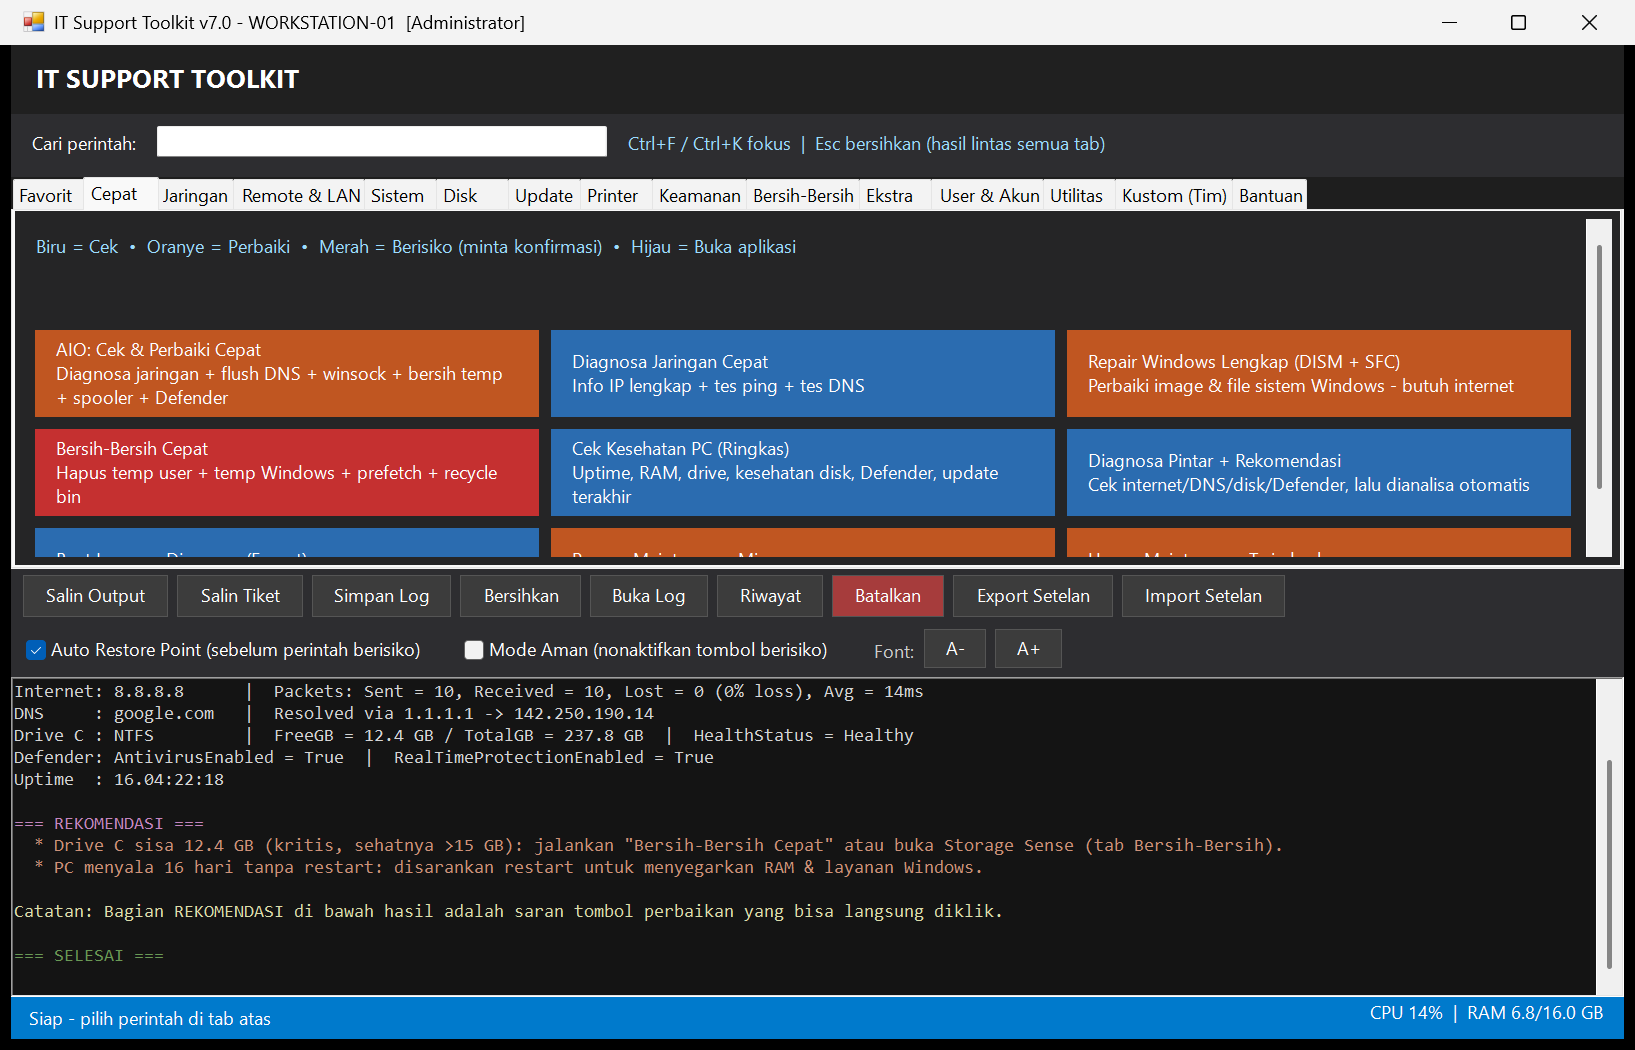 IT Support Toolkit v7.0 - WORKSTATION-01 [Administrator]
IT SUPPORT TOOLKIT
Cari perintah:
Ctrl+F / Ctrl+K fokus | Esc bersihkan (hasil lintas semua tab)
Favorit Cepat Jaringan Remote & LAN Sistem Disk Update Printer Keamanan Bersih-Bersih Ekstra User & Akun Utilitas Kustom (Tim) Bantuan
Biru = Cek • Oranye = Perbaiki • Merah = Berisiko (minta konfirmasi) • Hijau = Buka aplikasi
AIO: Cek & Perbaiki Cepat
Diagnosa jaringan + flush DNS + winsock + bersih temp
+ spooler + Defender
Diagnosa Jaringan Cepat
Info IP lengkap + tes ping + tes DNS
Repair Windows Lengkap (DISM + SFC)
Perbaiki image & file sistem Windows - butuh internet
Bersih-Bersih Cepat
Hapus temp user + temp Windows + prefetch + recycle
bin
Cek Kesehatan PC (Ringkas)
Uptime, RAM, drive, kesehatan disk, Defender, update
terakhir
Diagnosa Pintar + Rekomendasi
Cek internet/DNS/disk/Defender, lalu dianalisa otomatis
Salin Output Salin Tiket Simpan Log Bersihkan Buka Log Riwayat Batalkan Export Setelan Import Setelan
Auto Restore Point (sebelum perintah berisiko) Mode Aman (nonaktifkan tombol berisiko) Font: A- A+
Internet: 8.8.8.8 | Packets: Sent = 10, Received = 10, Lost = 0 (0% loss), Avg = 14ms
DNS : google.com | Resolved via 1.1.1.1 -> 142.250.190.14
Drive C : NTFS | FreeGB = 12.4 GB / TotalGB = 237.8 GB | HealthStatus = Healthy
Defender: AntivirusEnabled = True | RealTimeProtectionEnabled = True
Uptime : 16.04:22:18
=== REKOMENDASI ===
* Drive C sisa 12.4 GB (kritis, sehatnya >15 GB): jalankan "Bersih-Bersih Cepat" atau buka Storage Sense (tab Bersih-Bersih).
* PC menyala 16 hari tanpa restart: disarankan restart untuk menyegarkan RAM & layanan Windows.
Catatan: Bagian REKOMENDASI di bawah hasil adalah saran tombol perbaikan yang bisa langsung diklik.
=== SELESAI ===
Siap - pilih perintah di tab atas
CPU 14% | RAM 6.8/16.0 GB